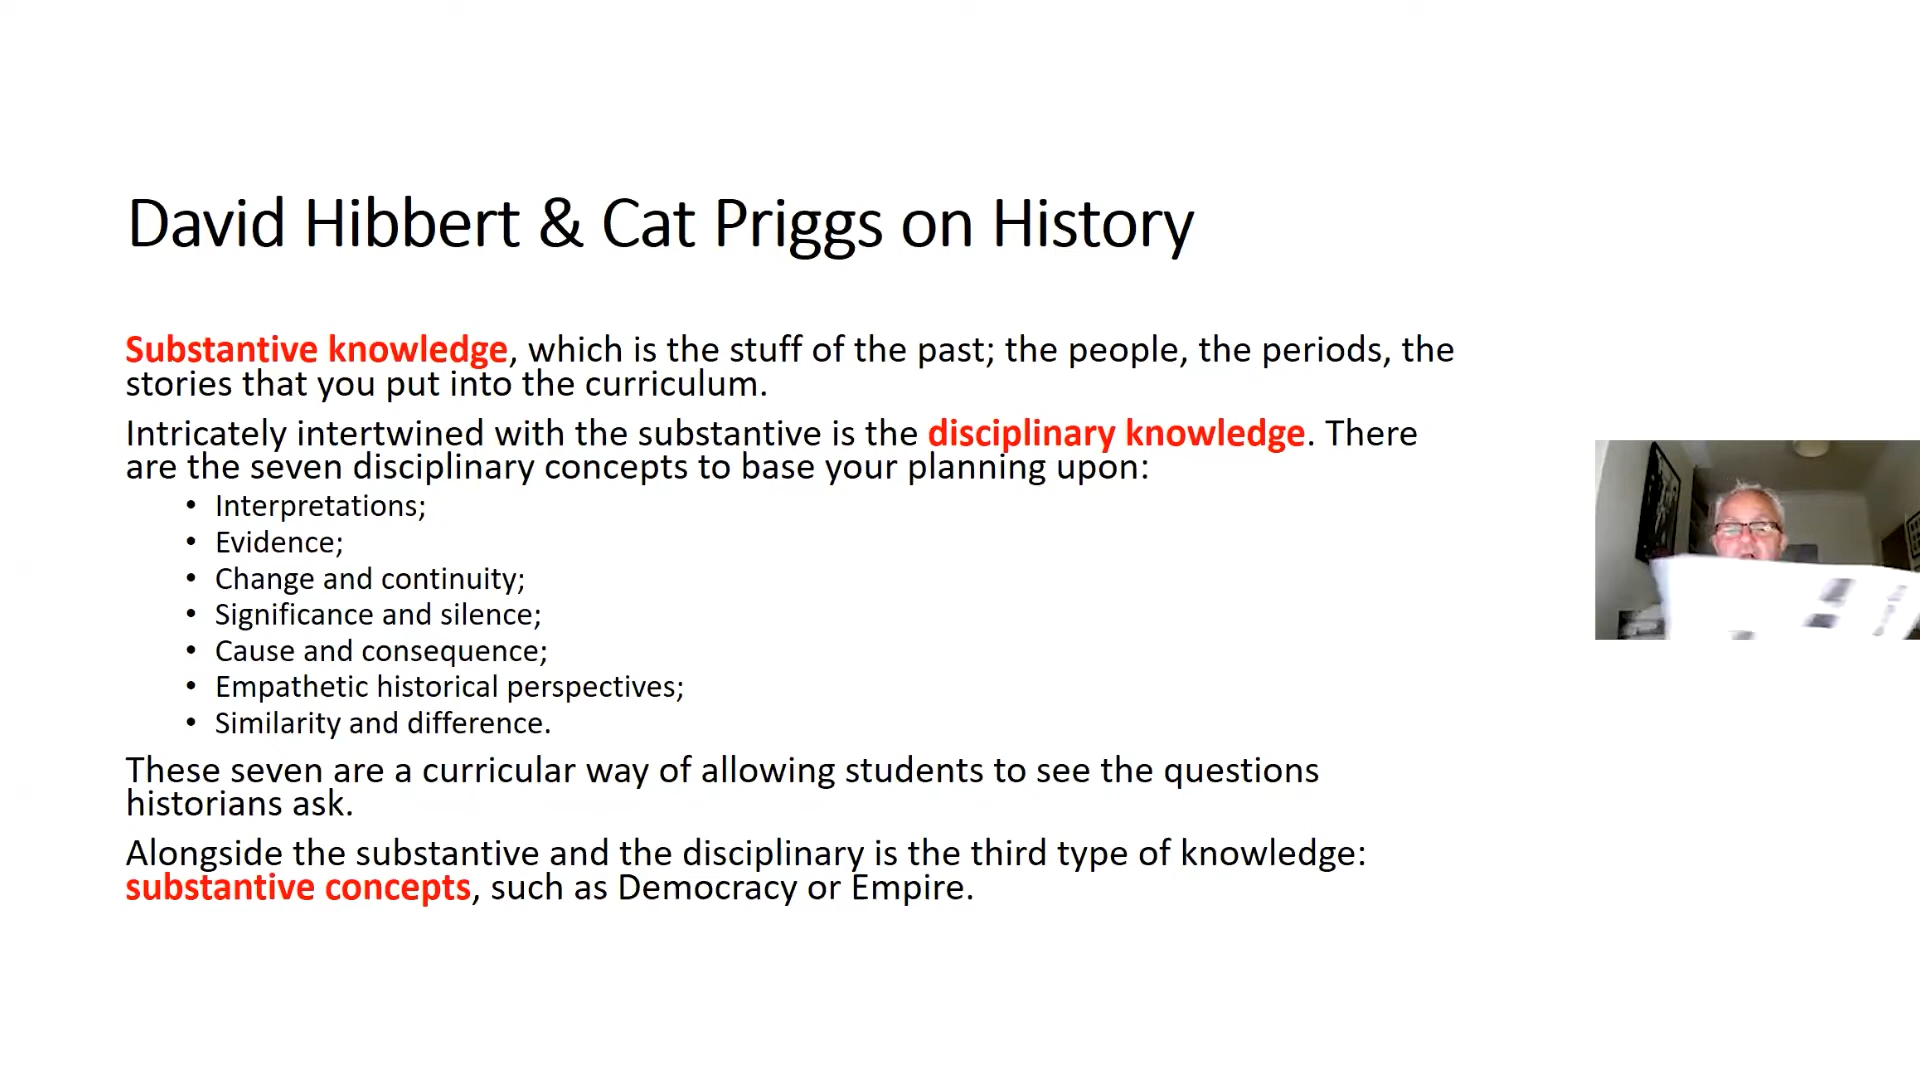 David Hibbert & Cat Priggs on History
Substantive knowledge, which is the stuff of the past; the people, the periods, the
stories that you put into the curriculum.
Intricately intertwined with the substantive is the disciplinary knowledge. There
are the seven disciplinary concepts to base your planning upon:
• Interpretations;
• Evidence;
• Change and continuity;
• Significance and silence;
• Cause and consequence;
• Empathetic historical perspectives;
• Similarity and difference.
These seven are a curricular way of allowing students to see the questions
historians ask.
Alongside the substantive and the disciplinary is the third type of knowledge:
substantive concepts, such as Democracy or Empire.